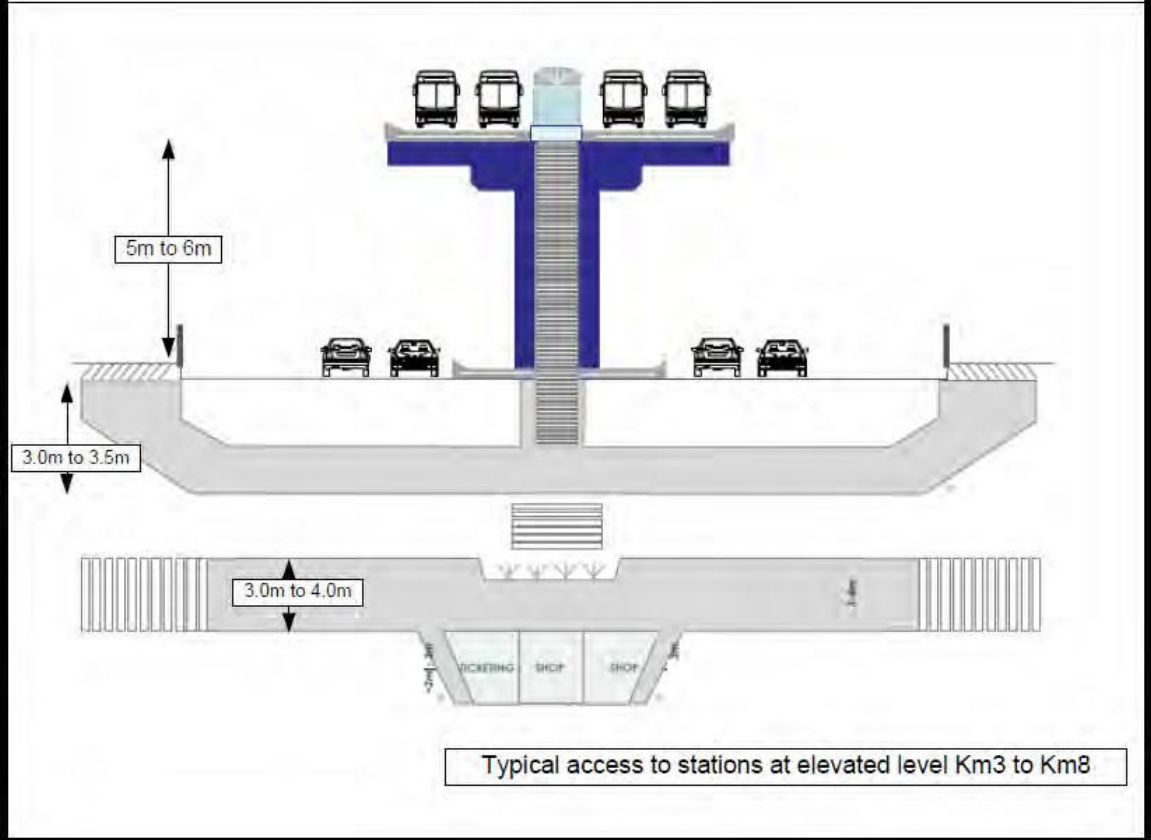 5m to 6m
3.0m to 3.5m
3.0m to 4.0m
TICKETING
SHOP
SHOP
Typical access to stations at elevated level Km3 to Km8